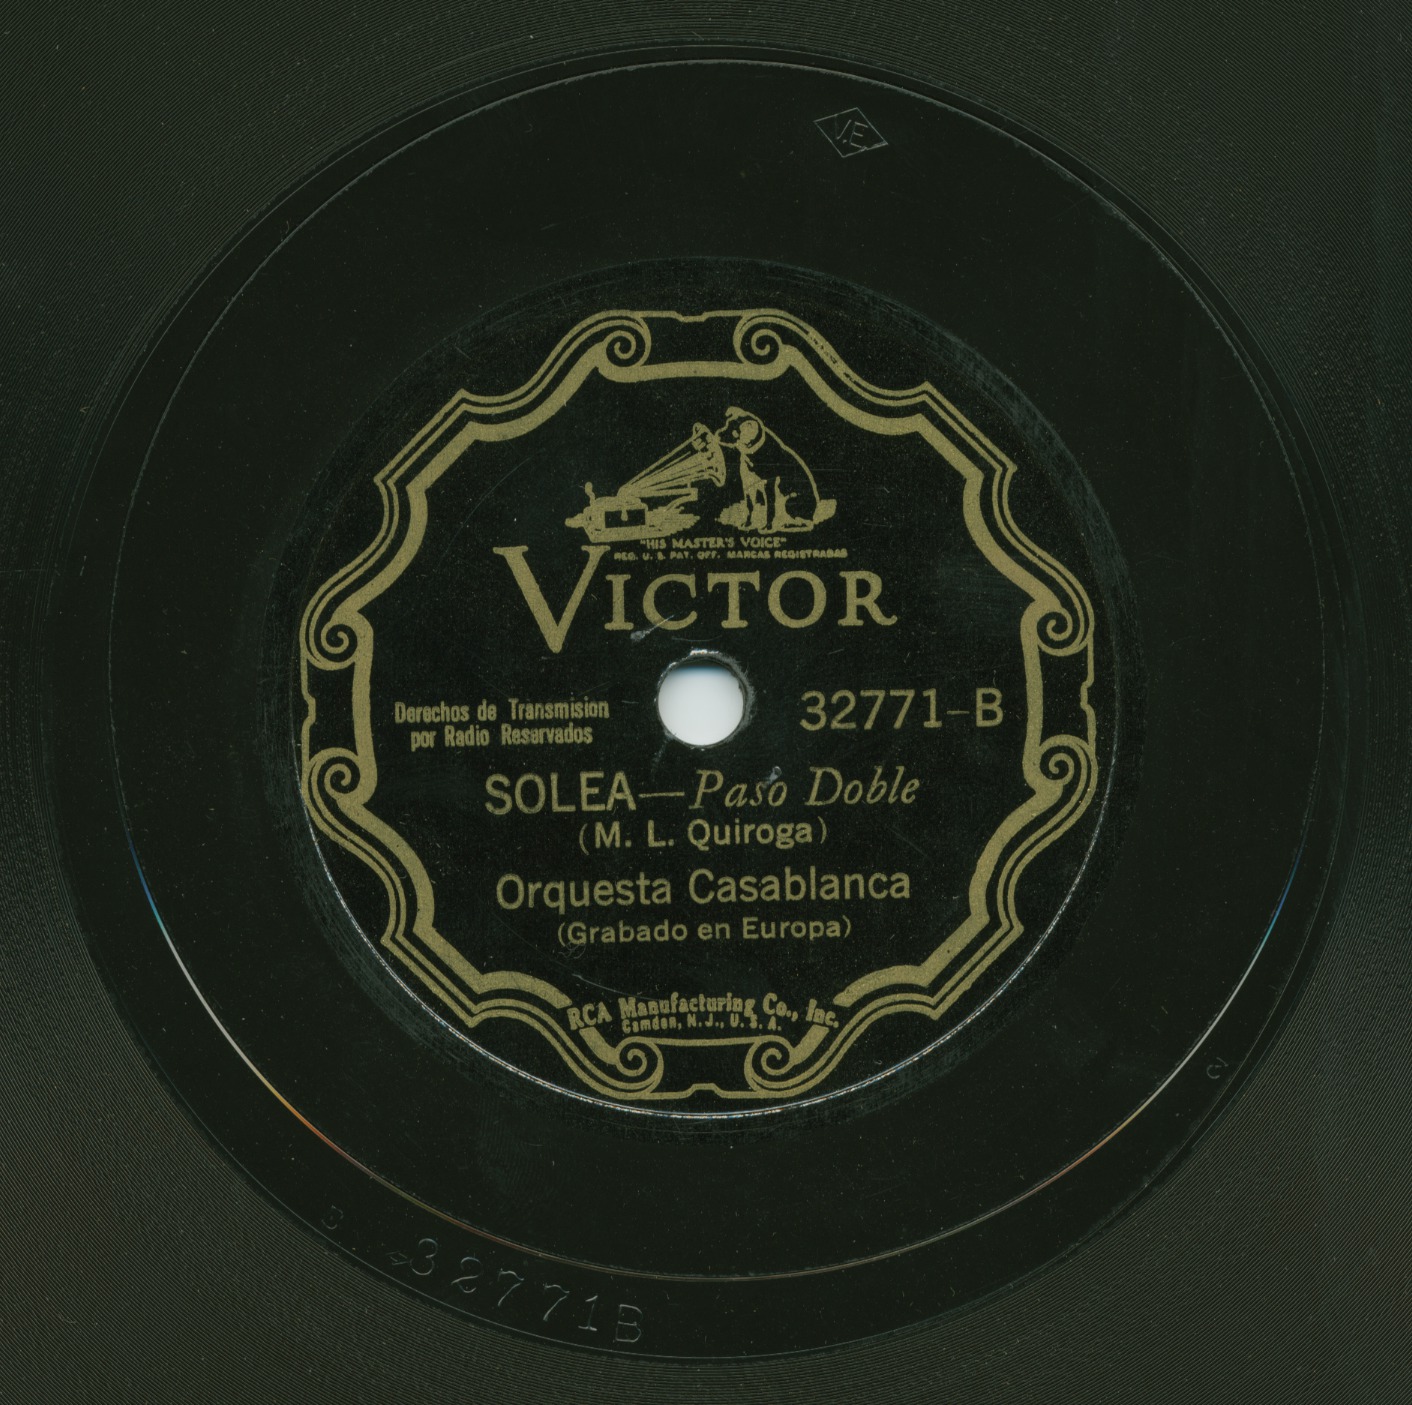 VE
"HIS MASTER'S VOICE"
REG. U. S. PAT. OFF. MARCAS REGISTRADAS
VICTOR
Derechos de Transmision
por Radio Reservados
32771-B
SOLEA—Paso Doble
(M. L. Quiroga)
Orquesta Casablanca
(Grabado en Europa)
RCA Manufacturing Co., Inc.
Camden, N. J., U. S. A.
32771B